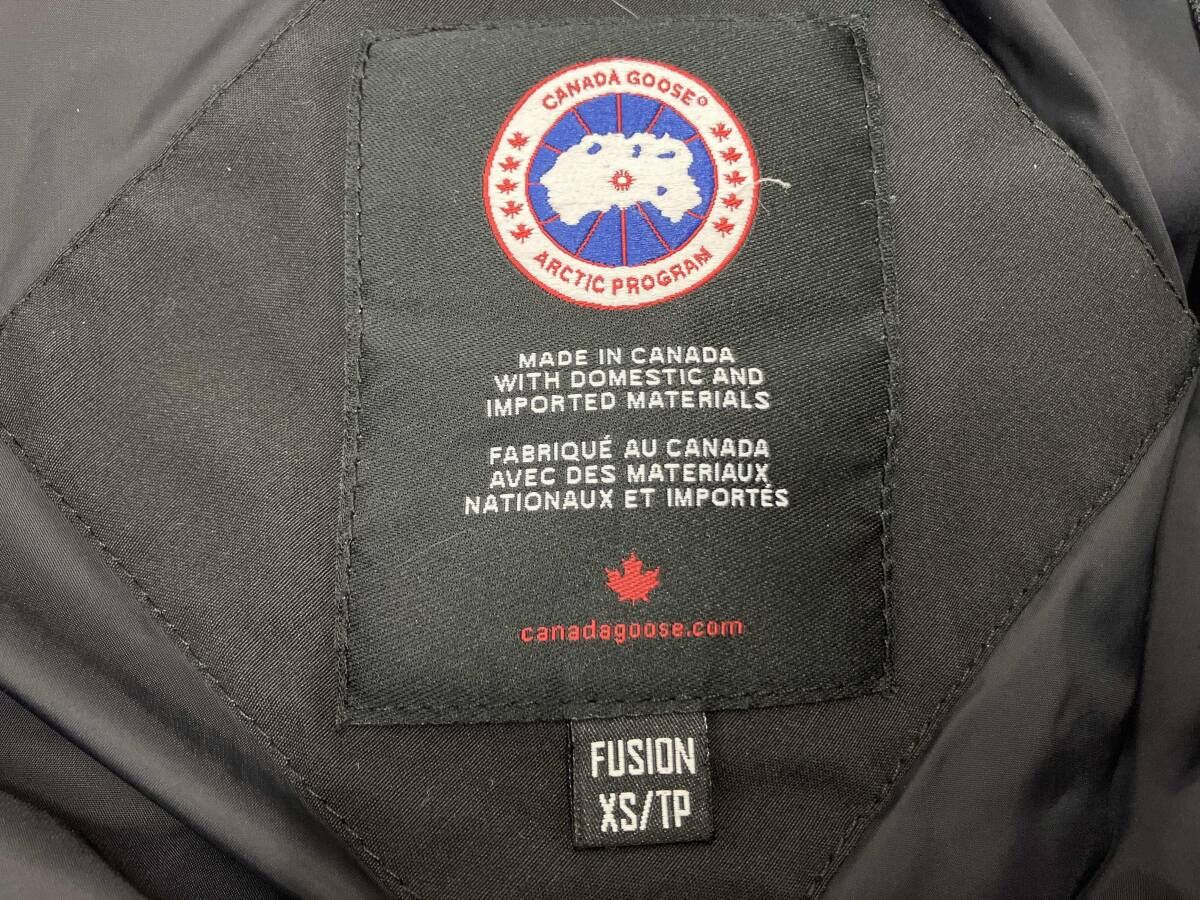 CANADA GOOSE®
ARCTIC PROGRAM
MADE IN CANADA
WITH DOMESTIC AND
IMPORTED MATERIALS
FABRIQUÉ AU CANADA
AVEC DES MATERIAUX
NATIONAUX ET IMPORTÉS
canadagoose.com
FUSION
XS/TP